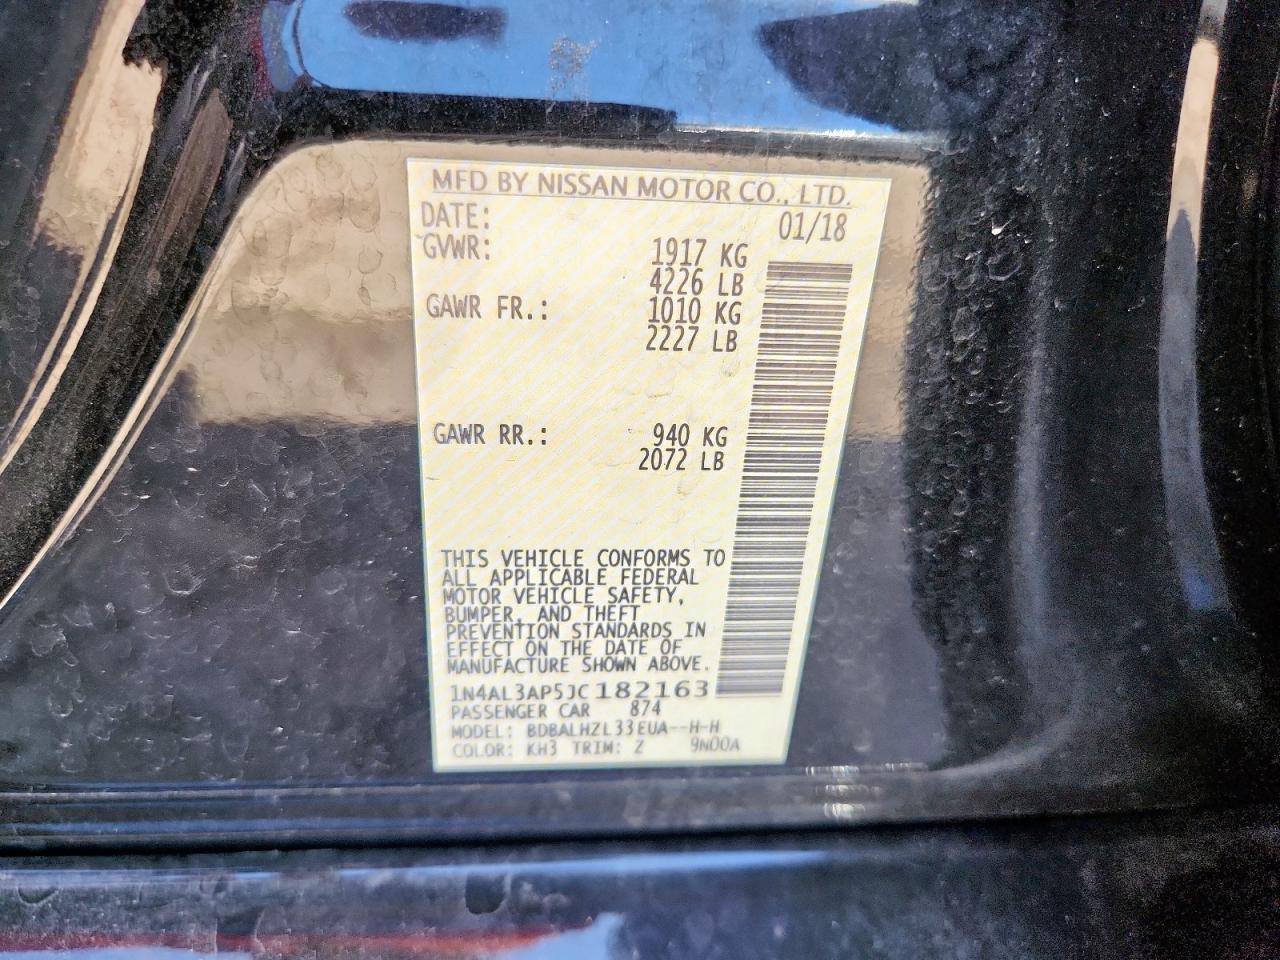 MFD BY NISSAN MOTOR CO., LTD.
DATE: 01/18
GVWR: 1917 KG
4226 LB
GAWR FR.: 1010 KG
2227 LB
GAWR RR.: 940 KG
2072 LB
THIS VEHICLE CONFORMS TO
ALL APPLICABLE FEDERAL
MOTOR VEHICLE SAFETY,
BUMPER, AND THEFT
PREVENTION STANDARDS IN
EFFECT ON THE DATE OF
MANUFACTURE SHOWN ABOVE.
1N4AL3AP5JC182163
PASSENGER CAR 874
MODEL: BDBALHZL33EUA--H-H
COLOR: KH3 TRIM: Z 9N00A